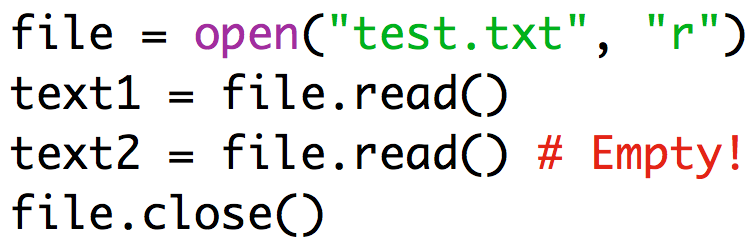 file = open("test.txt", "r")
text1 = file.read()
text2 = file.read() # Empty!
file.close()